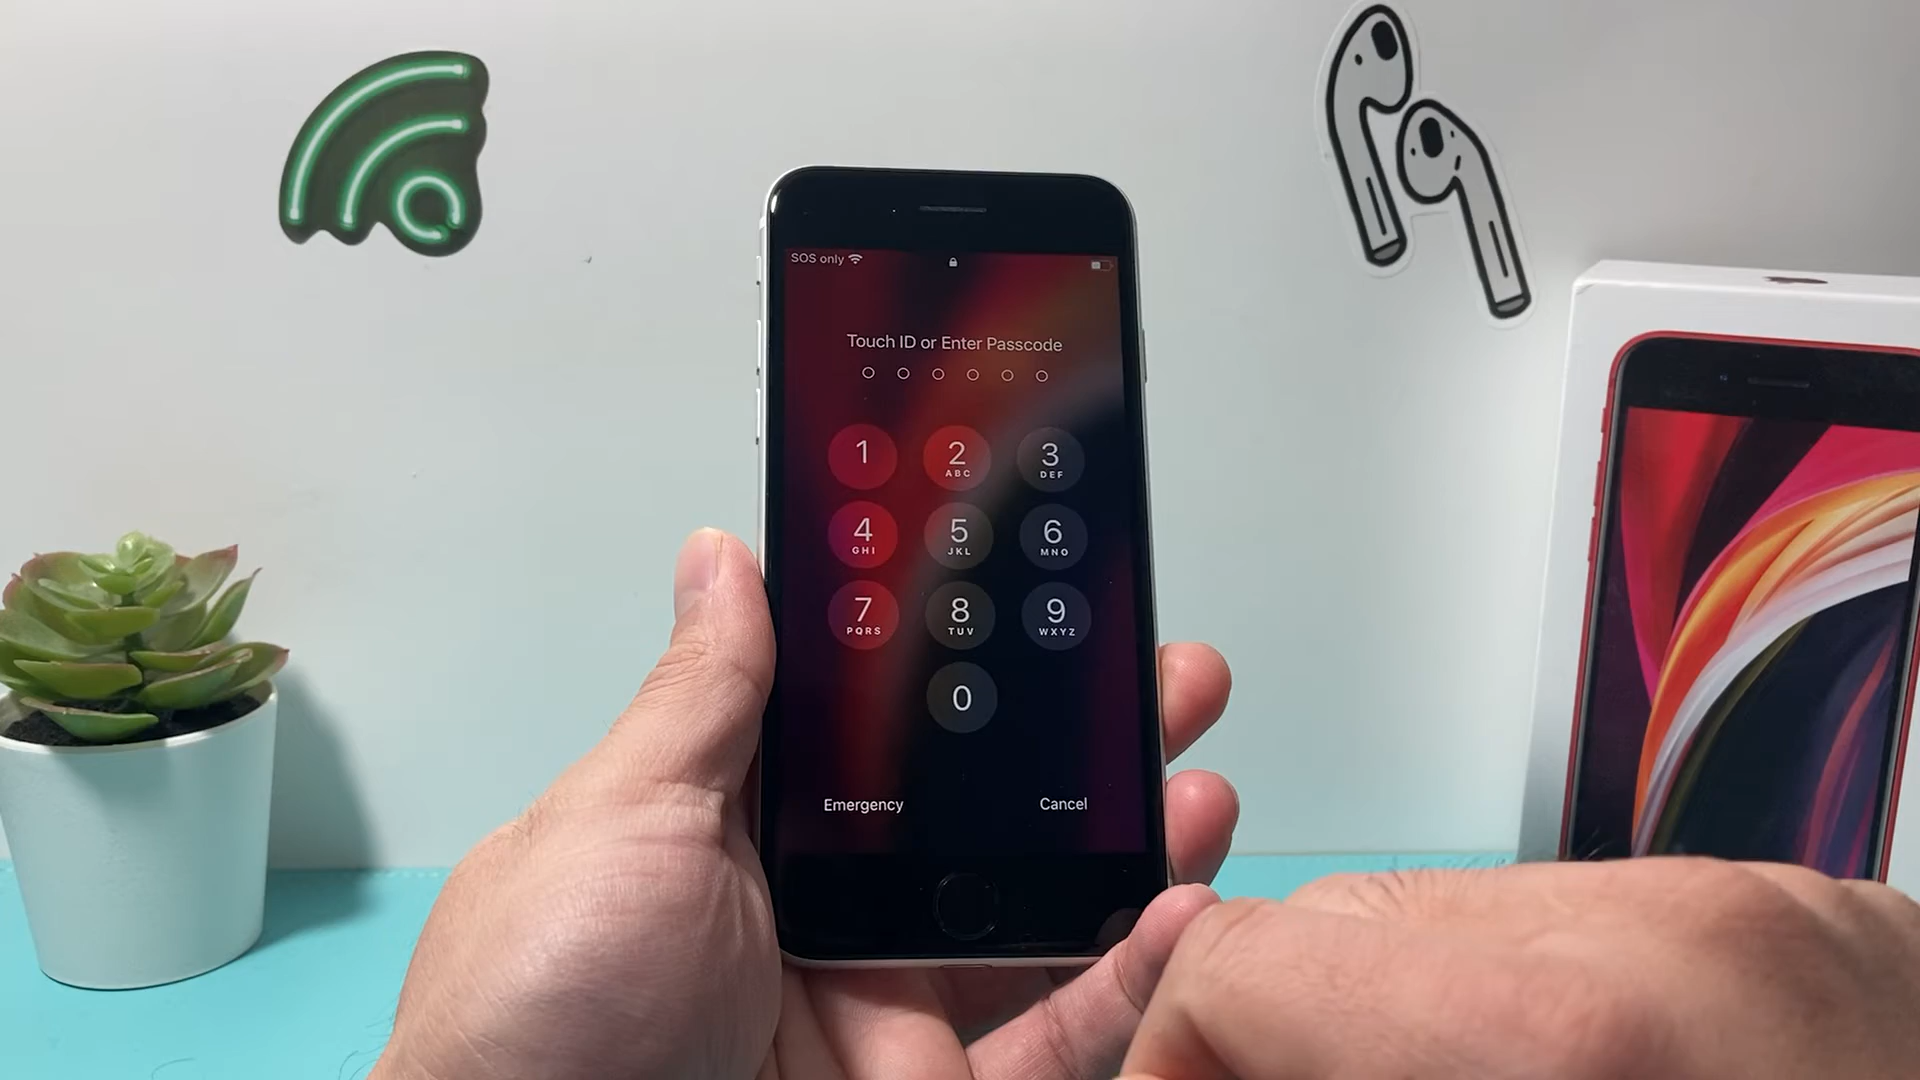 SOS only
Touch ID or Enter Passcode
1
2
ABC
3
DEF
4
GHI
5
JKL
6
MNO
7
PQRS
8
TUV
9
WXYZ
0
Emergency
Cancel